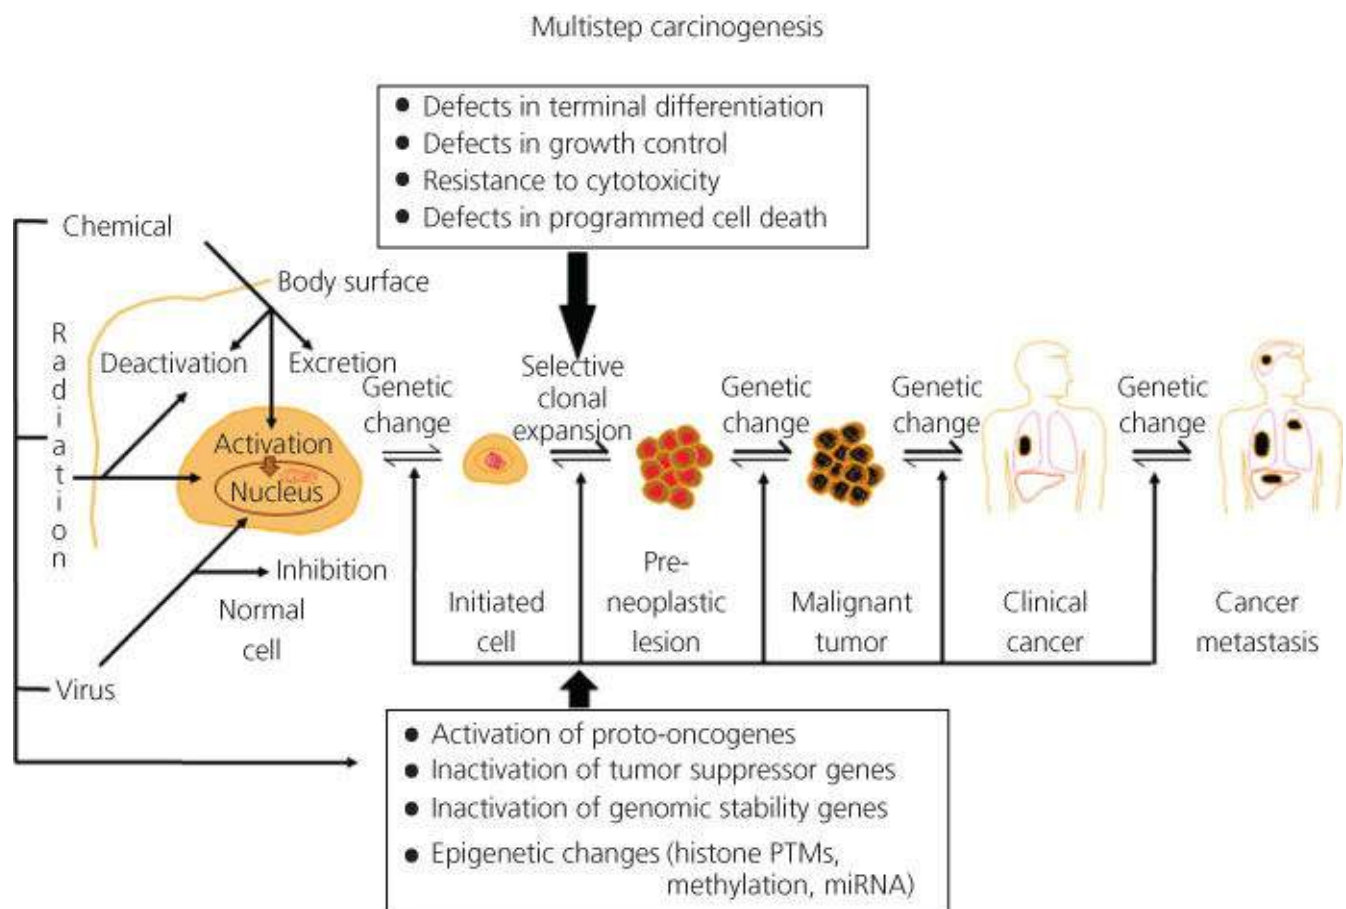 Multistep carcinogenesis
● Defects in terminal differentiation
● Defects in growth control
● Resistance to cytotoxicity
● Defects in programmed cell death
Chemical
Body surface
Radiation
Deactivation
Excretion
Activation
Nucleus
Inhibition
Normal
cell
Virus
Genetic
change
Selective
clonal
expansion
Genetic
change
Genetic
change
Genetic
change
Initiated
cell
Pre-
neoplastic
lesion
Malignant
tumor
Clinical
cancer
Cancer
metastasis
● Activation of proto-oncogenes
● Inactivation of tumor suppressor genes
● Inactivation of genomic stability genes
● Epigenetic changes (histone PTMs,
methylation, miRNA)